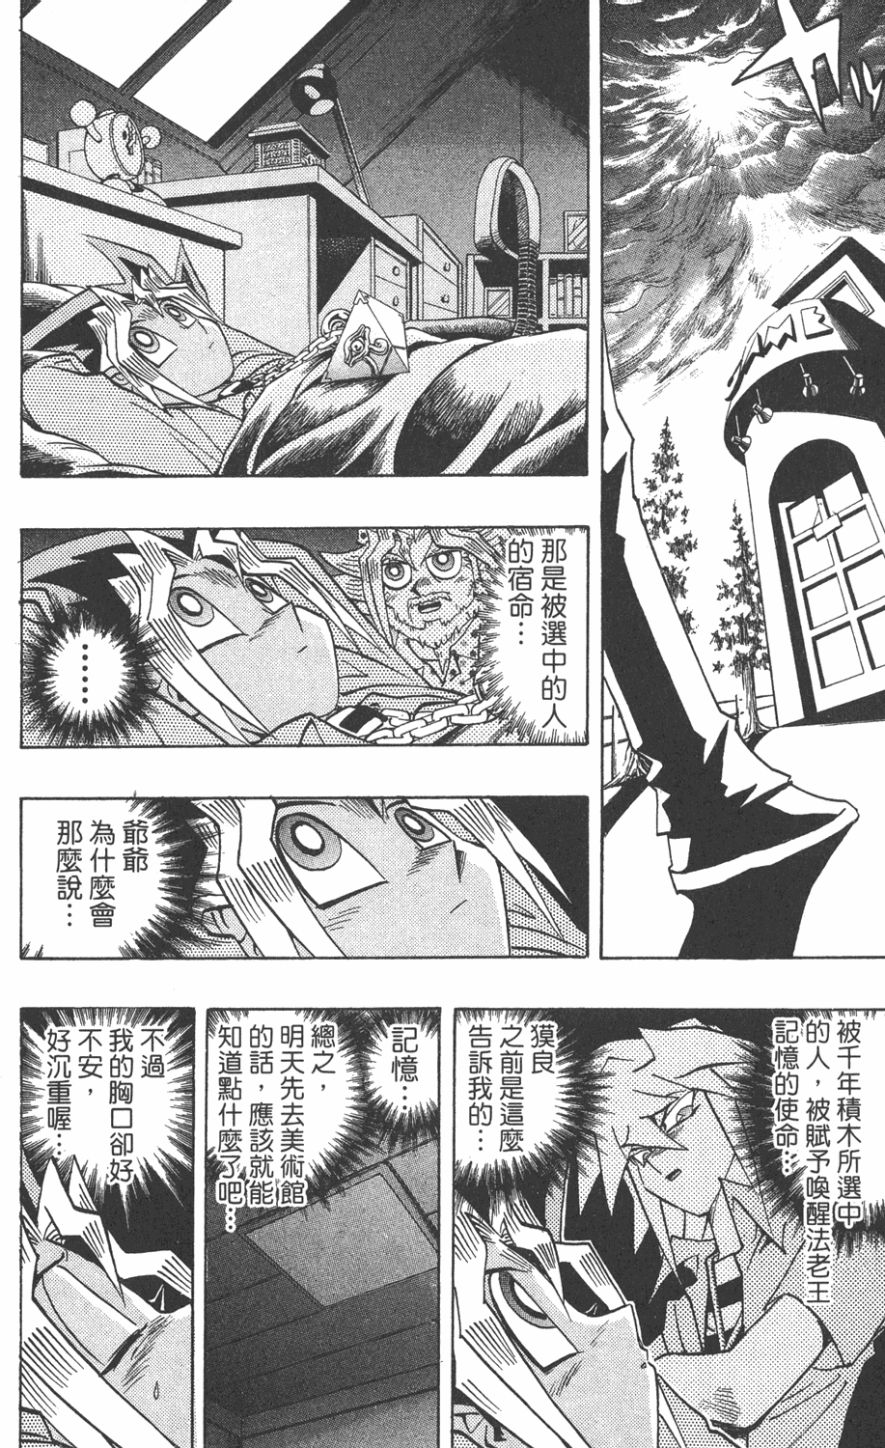 GAME
那是被選中的人
的宿命…
……
爺爺
為什麼會
那麼說…
被千年積木所選中
的人，被賦予喚醒法老王
記憶的使命…
獏良
之前是這麼
告訴我的…
記憶…
總之，
明天先去美術館
的話，應該就能
知道點什麼了吧…
不過
我的胸口卻好
不安，
好沉重喔…